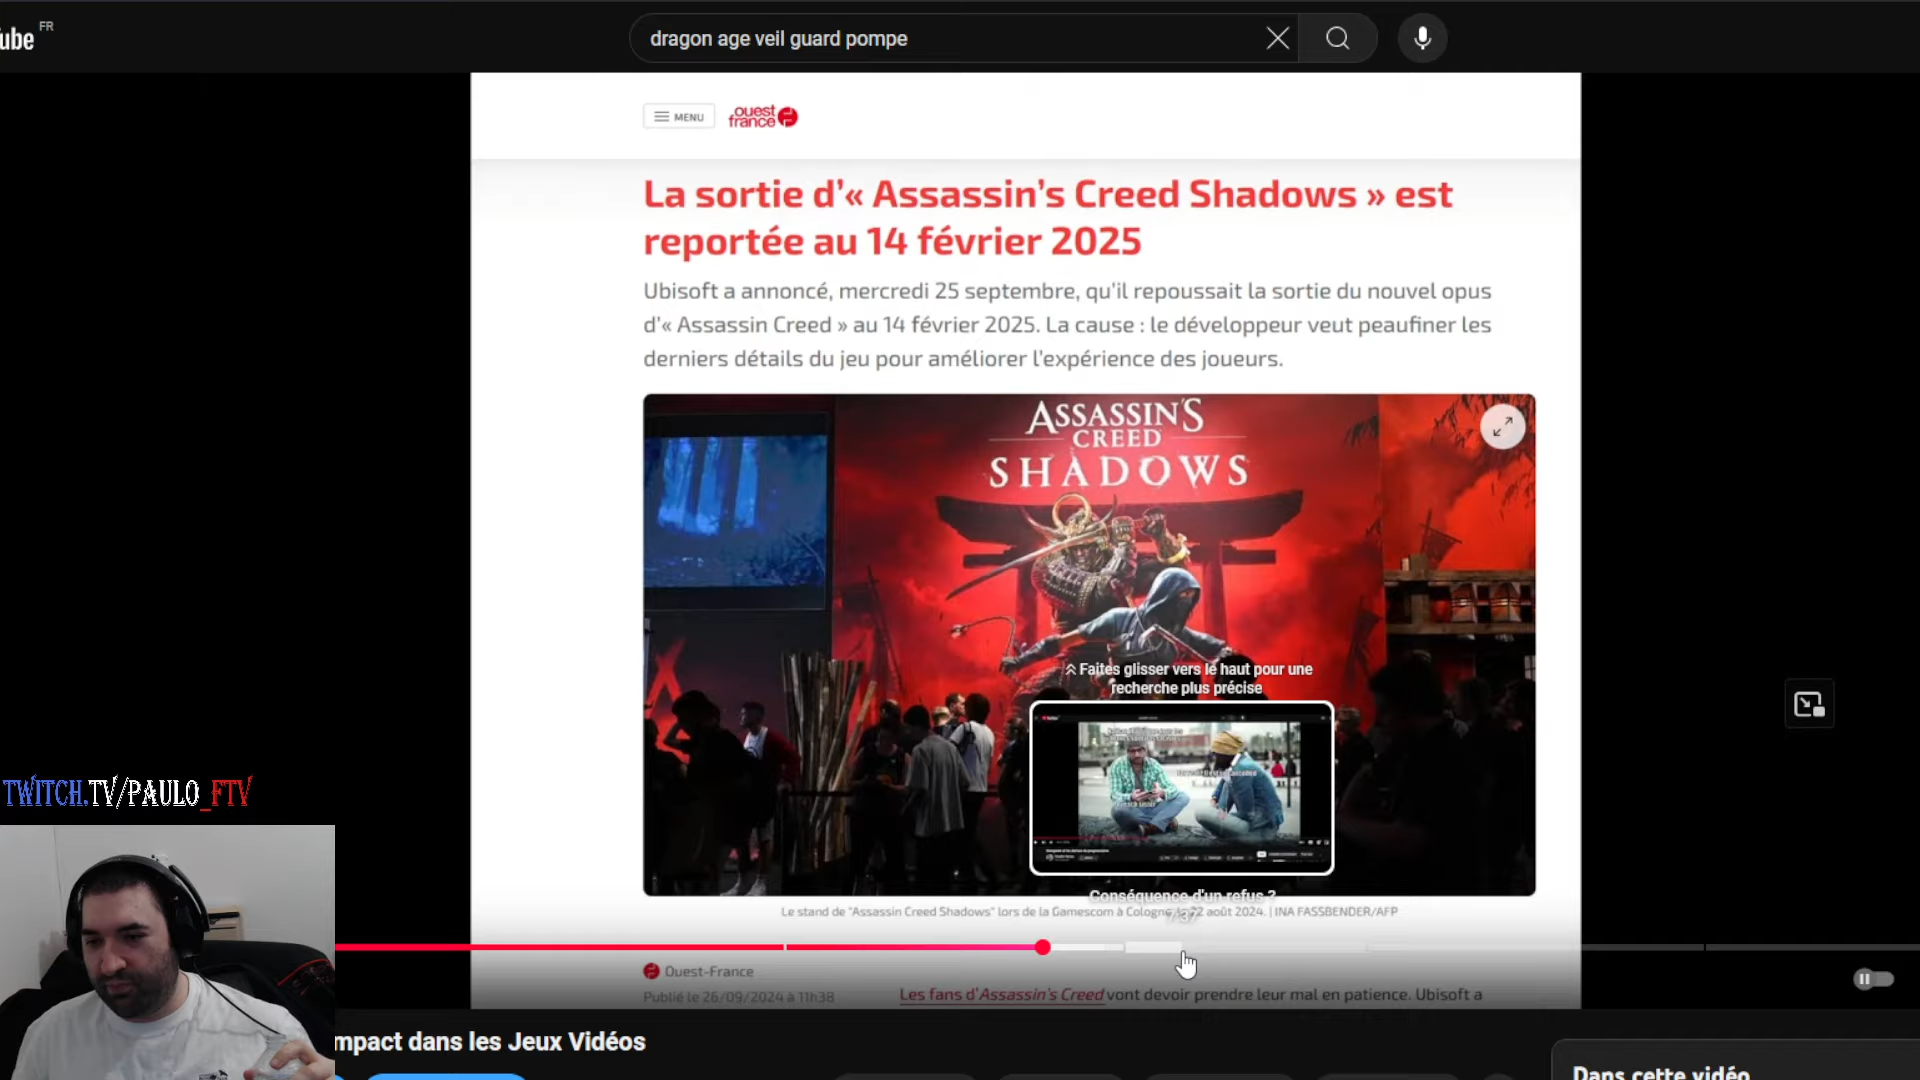 ube FR
dragon age veil guard pompe
MENU
ouest
france
La sortie d’« Assassin’s Creed Shadows » est
reportée au 14 février 2025
Ubisoft a annoncé, mercredi 25 septembre, qu’il repoussait la sortie du nouvel opus
d’« Assassin Creed » au 14 février 2025. La cause : le développeur veut peaufiner les
derniers détails du jeu pour améliorer l’expérience des joueurs.
ASSASSIN'S
CREED
SHADOWS
Faites glisser vers le haut pour une
recherche plus précise
Conséquence d'un refus ?
7:37
Le stand de "Assassin Creed Shadows" lors de la Gamescom à Cologne, le 22 août 2024. | INA FASSBENDER/AFP
TWITCH.TV/PAULO_FTV
Ouest-France
Publié le 26/09/2024 à 11h38
Les fans d’Assassin’s Creed vont devoir prendre leur mal en patience. Ubisoft a
mpact dans les Jeux Vidéos
Dans cette vidéo